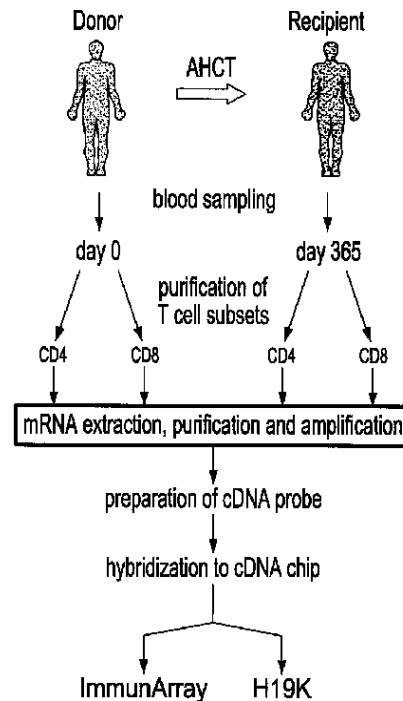 Donor Recipient
AHCT
blood sampling
day 0 day 365
purification of
T cell subsets
CD4 CD8 CD4 CD8
mRNA extraction, purification and amplification
preparation of cDNA probe
hybridization to cDNA chip
ImmunArray H19K